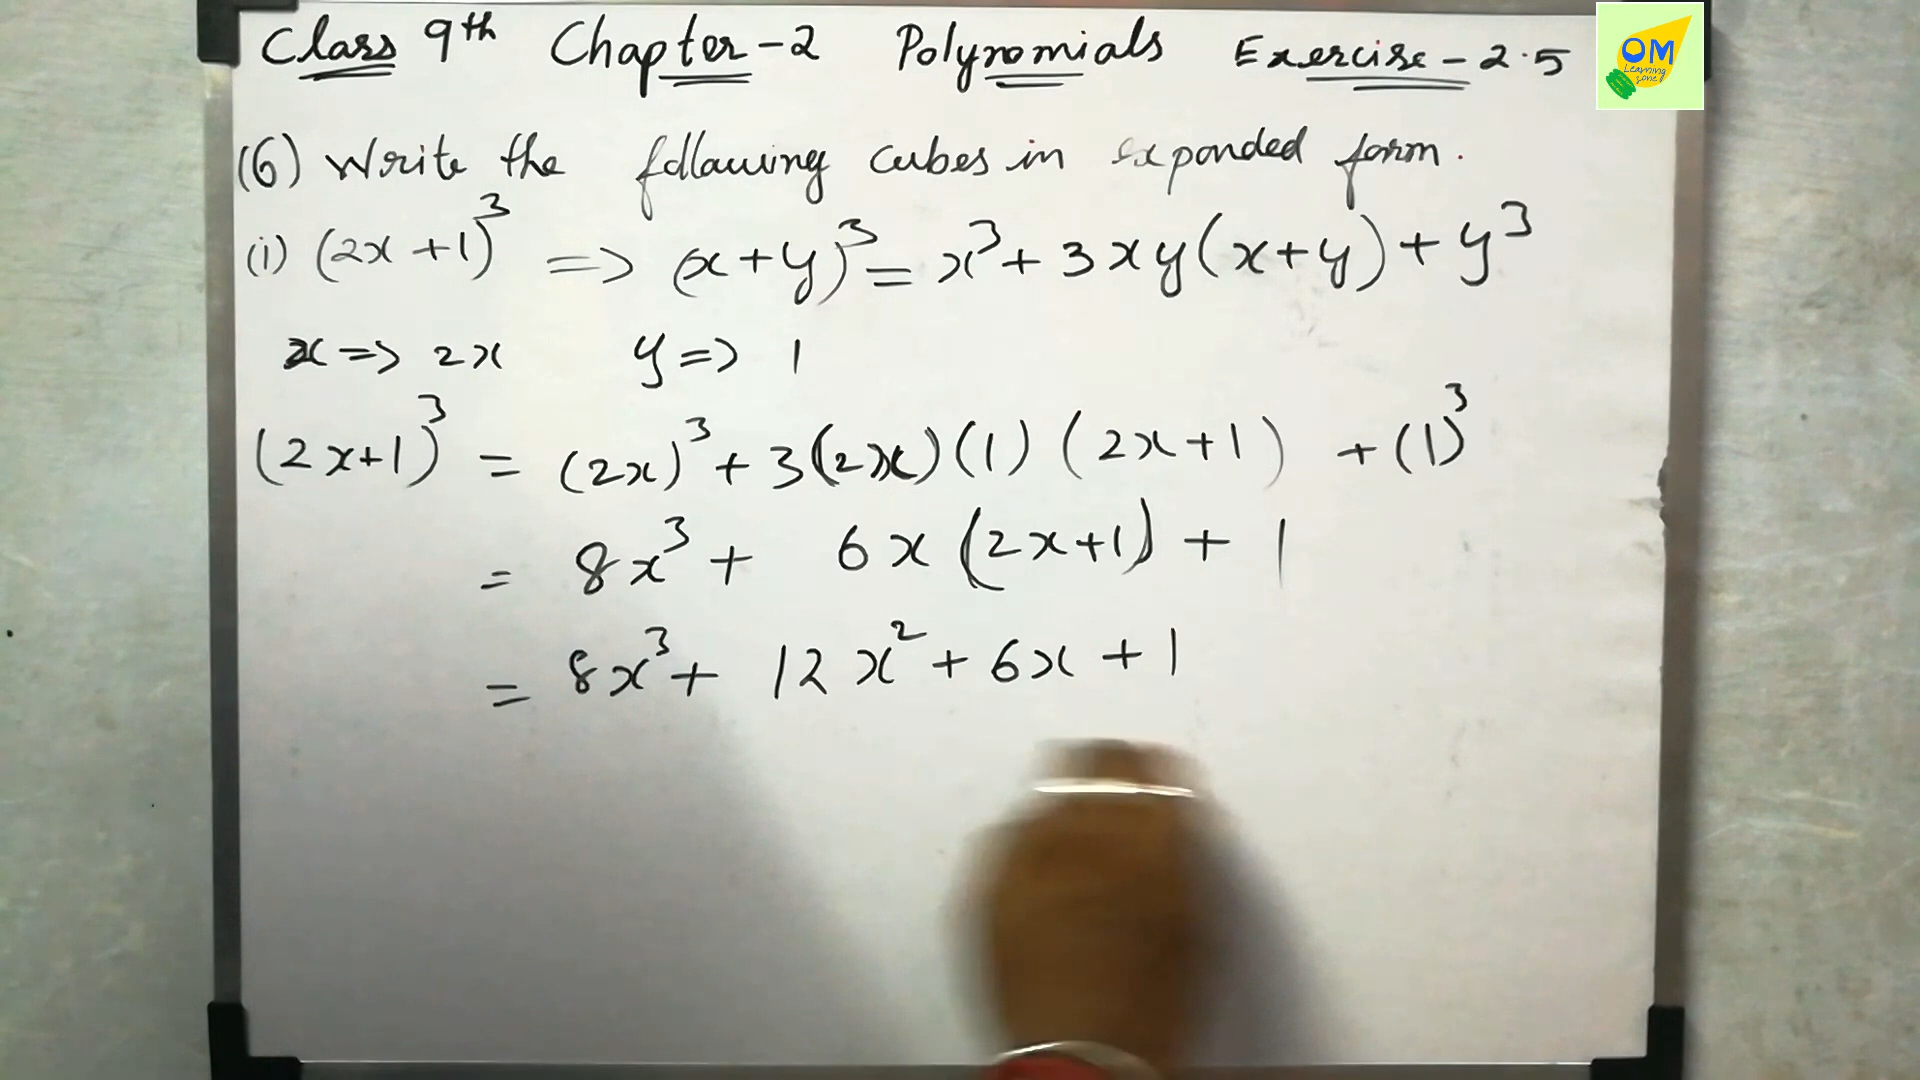 Class 9th Chapter-2 Polynomials Exercise-2.5
OM
Learning
zone
(6) Write the following cubes in expanded form.
(i) (2x+1)³ => (x+y)³ = x³ + 3xy(x+y) + y³
x => 2x y => 1
(2x+1)³ = (2x)³ + 3(2x)(1)(2x+1) + (1)³
= 8x³ + 6x(2x+1) + 1
= 8x³ + 12x² + 6x + 1